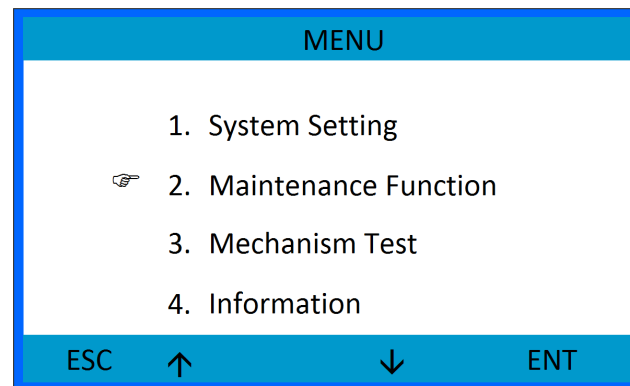 MENU
1. System Setting
☞ 2. Maintenance Function
3. Mechanism Test
4. Information
ESC ↑ ↓ ENT